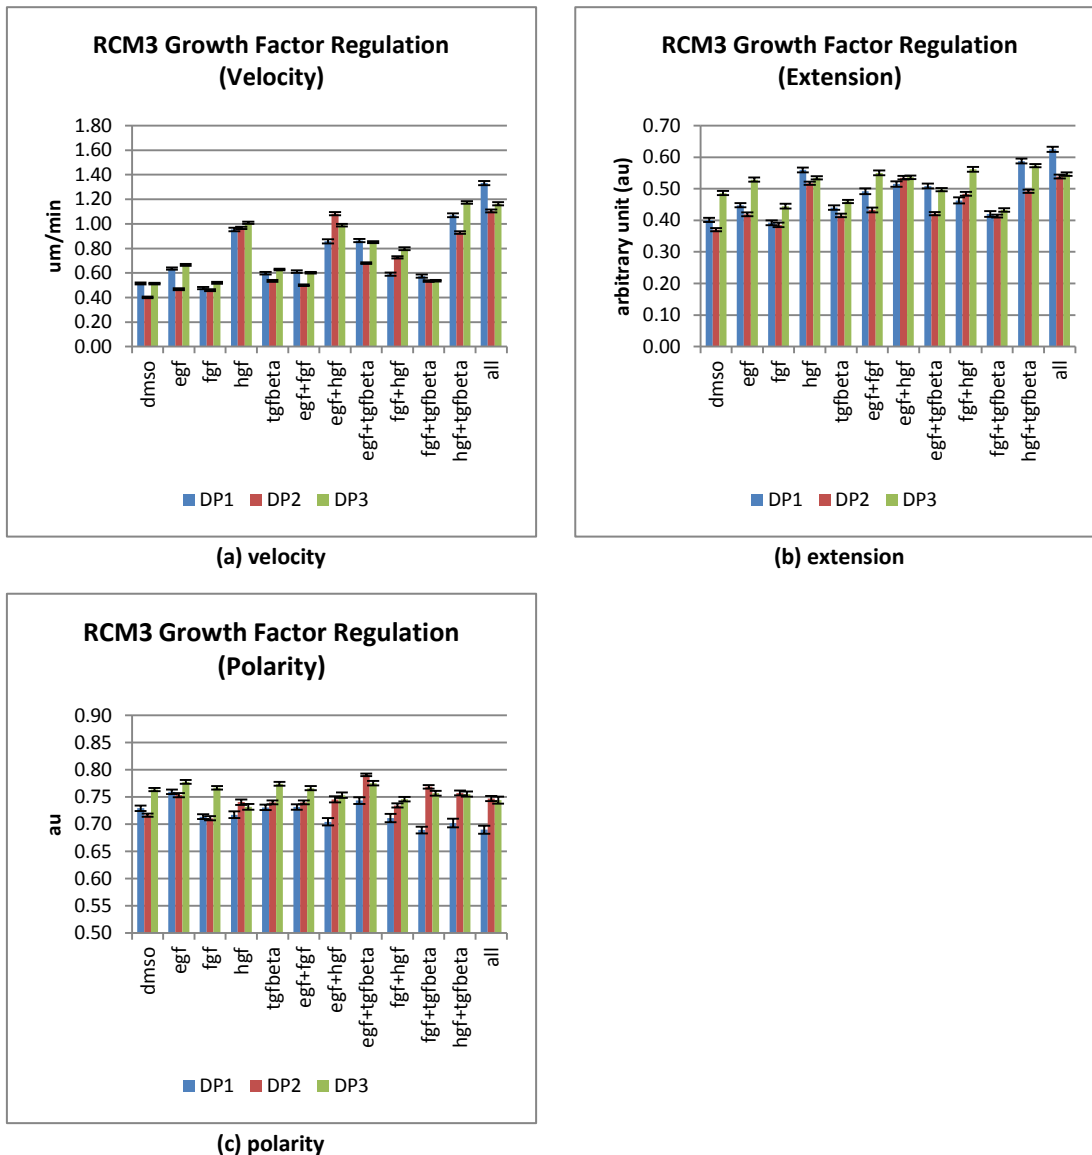 RCM3 Growth Factor Regulation
(Velocity)
um/min
1.80
1.60
1.40
1.20
1.00
0.80
0.60
0.40
0.20
0.00
dmso
egf
fgf
hgf
tgfbeta
egf+fgf
egf+hgf
egf+tgfbeta
fgf+hgf
fgf+tgfbeta
hgf+tgfbeta
all
DP1 DP2 DP3
(a) velocity
RCM3 Growth Factor Regulation
(Extension)
arbitrary unit (au)
0.70
0.60
0.50
0.40
0.30
0.20
0.10
0.00
dmso
egf
fgf
hgf
tgfbeta
egf+fgf
egf+hgf
egf+tgfbeta
fgf+hgf
fgf+tgfbeta
hgf+tgfbeta
all
DP1 DP2 DP3
(b) extension
RCM3 Growth Factor Regulation
(Polarity)
au
0.90
0.85
0.80
0.75
0.70
0.65
0.60
0.55
0.50
dmso
egf
fgf
hgf
tgfbeta
egf+fgf
egf+hgf
egf+tgfbeta
fgf+hgf
fgf+tgfbeta
hgf+tgfbeta
all
DP1 DP2 DP3
(c) polarity